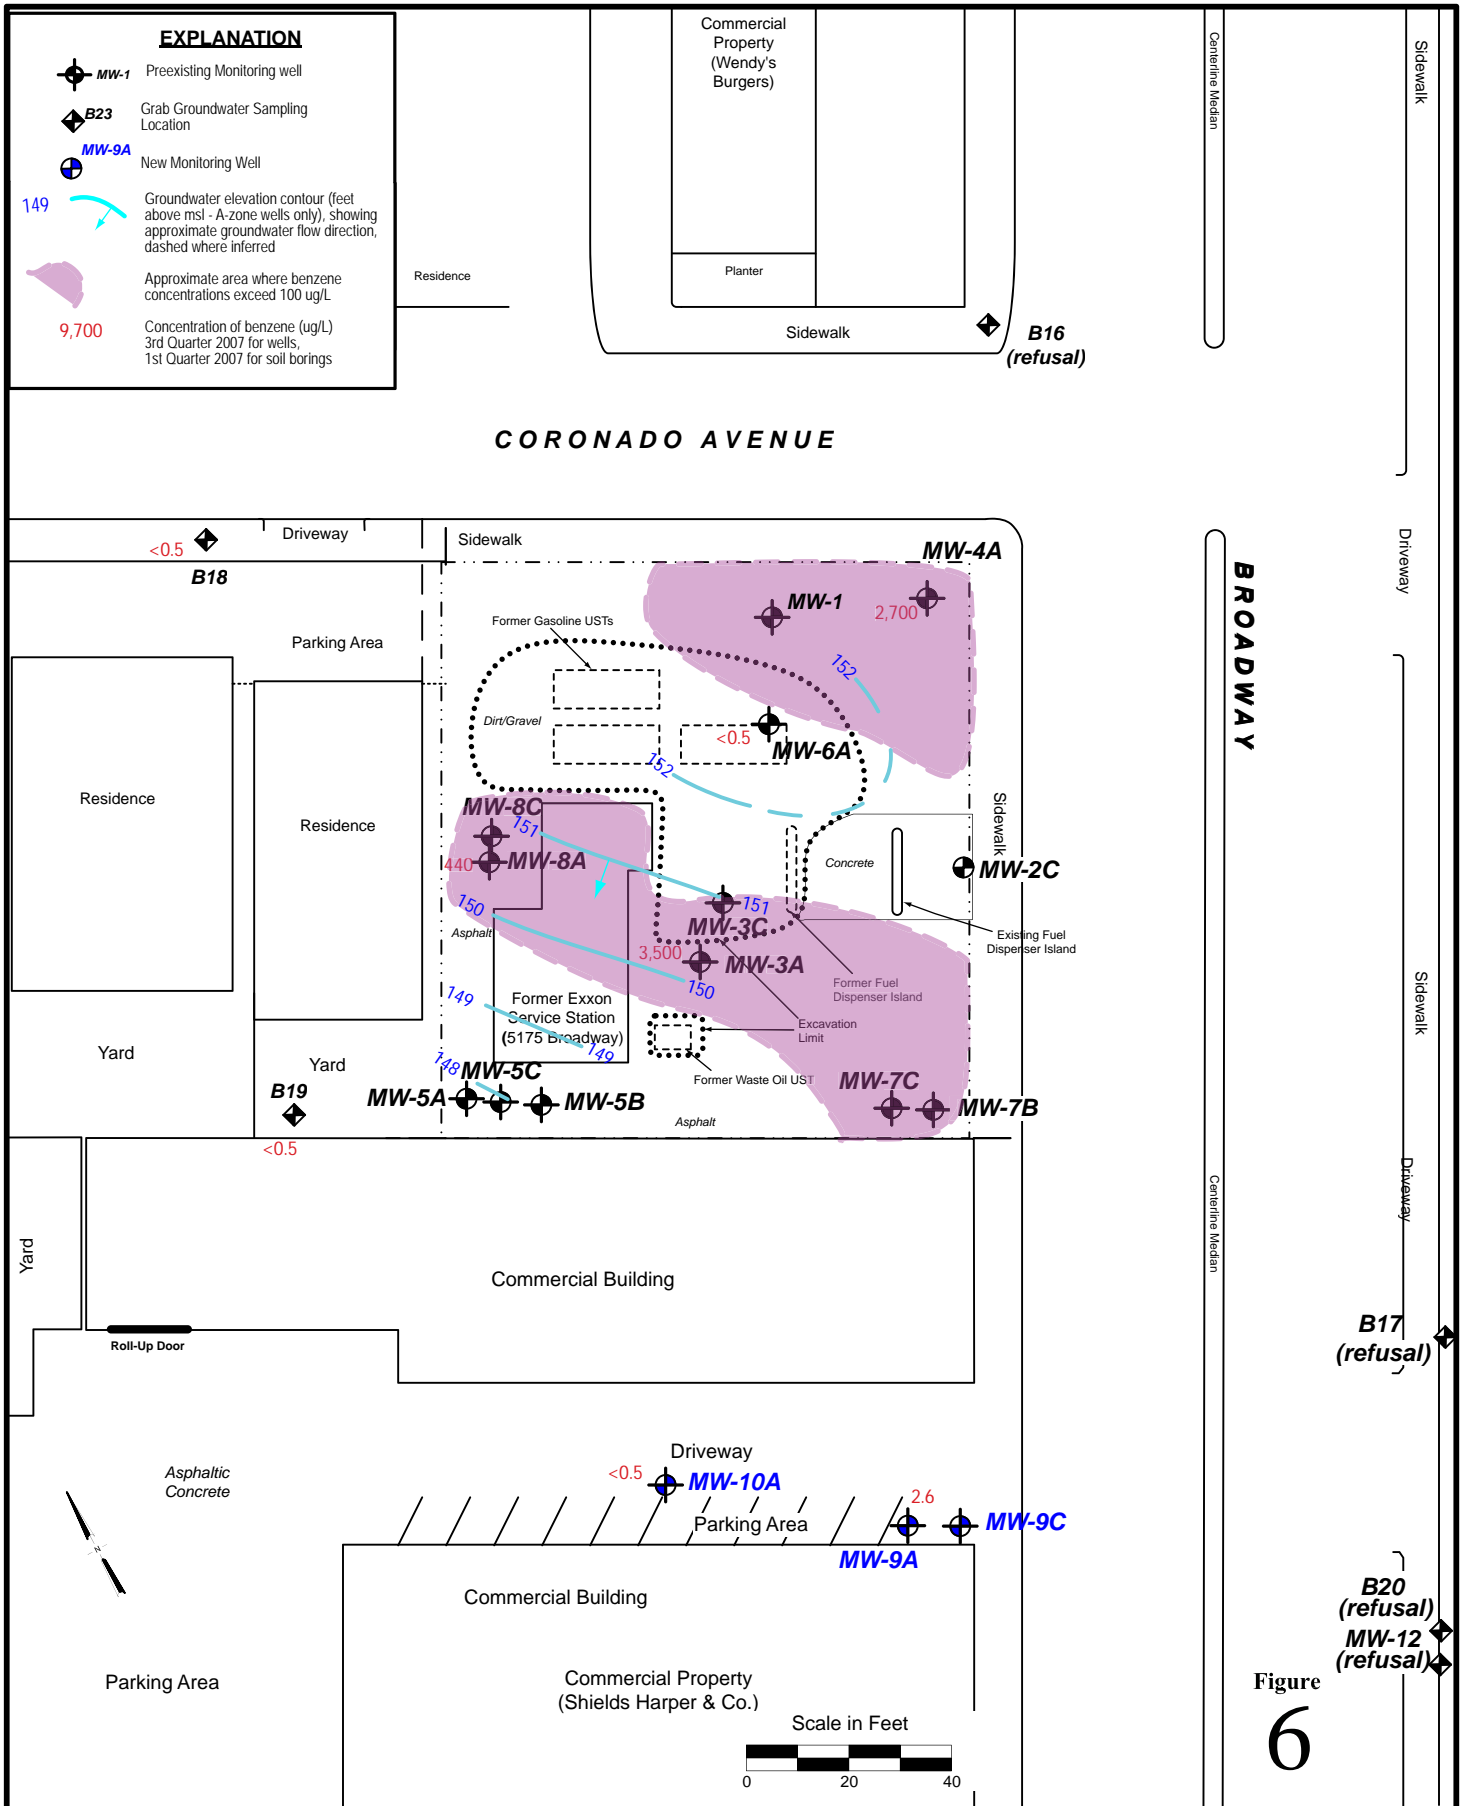 EXPLANATION
MW-1 Preexisting Monitoring well
B23 Grab Groundwater Sampling
Location
MW-9A
New Monitoring Well
149 Groundwater elevation contour (feet
above msl - A-zone wells only), showing
approximate groundwater flow direction,
dashed where inferred
Approximate area where benzene
concentrations exceed 100 ug/L
9,700 Concentration of benzene (ug/L)
3rd Quarter 2007 for wells,
1st Quarter 2007 for soil borings
Commercial
Property
(Wendy's
Burgers)
Centerline Median
Sidewalk
Residence
Planter
Sidewalk
B16
(refusal)
CORONADO AVENUE
Driveway
Sidewalk
<0.5
B18
MW-4A
Driveway
BROADWAY
MW-1
2,700
Former Gasoline USTs
Parking Area
152
Dirt/Gravel
<0.5
MW-6A
152
Residence
Residence
MW-8C
151
440
MW-8A
Sidewalk
Concrete
MW-2C
150
151
Asphalt
MW-3C
Existing Fuel
Dispenser Island
3,500
MW-3A
Former Fuel
Dispenser Island
150
149
Former Exxon
Service Station
(5175 Broadway)
Excavation
Limit
Sidewalk
149
Yard
Yard
148
MW-5C
Former Waste Oil UST
MW-7C
B19
MW-5A
MW-5B
MW-7B
Asphalt
<0.5
Driveway
Centerline Median
Yard
Commercial Building
Roll-Up Door
B17
(refusal)
Driveway
Asphaltic
Concrete
<0.5
MW-10A
2.6
Parking Area
MW-9C
MW-9A
N
Commercial Building
B20
(refusal)
MW-12
(refusal)
Parking Area
Commercial Property
(Shields Harper & Co.)
Scale in Feet
0 20 40
Figure
6